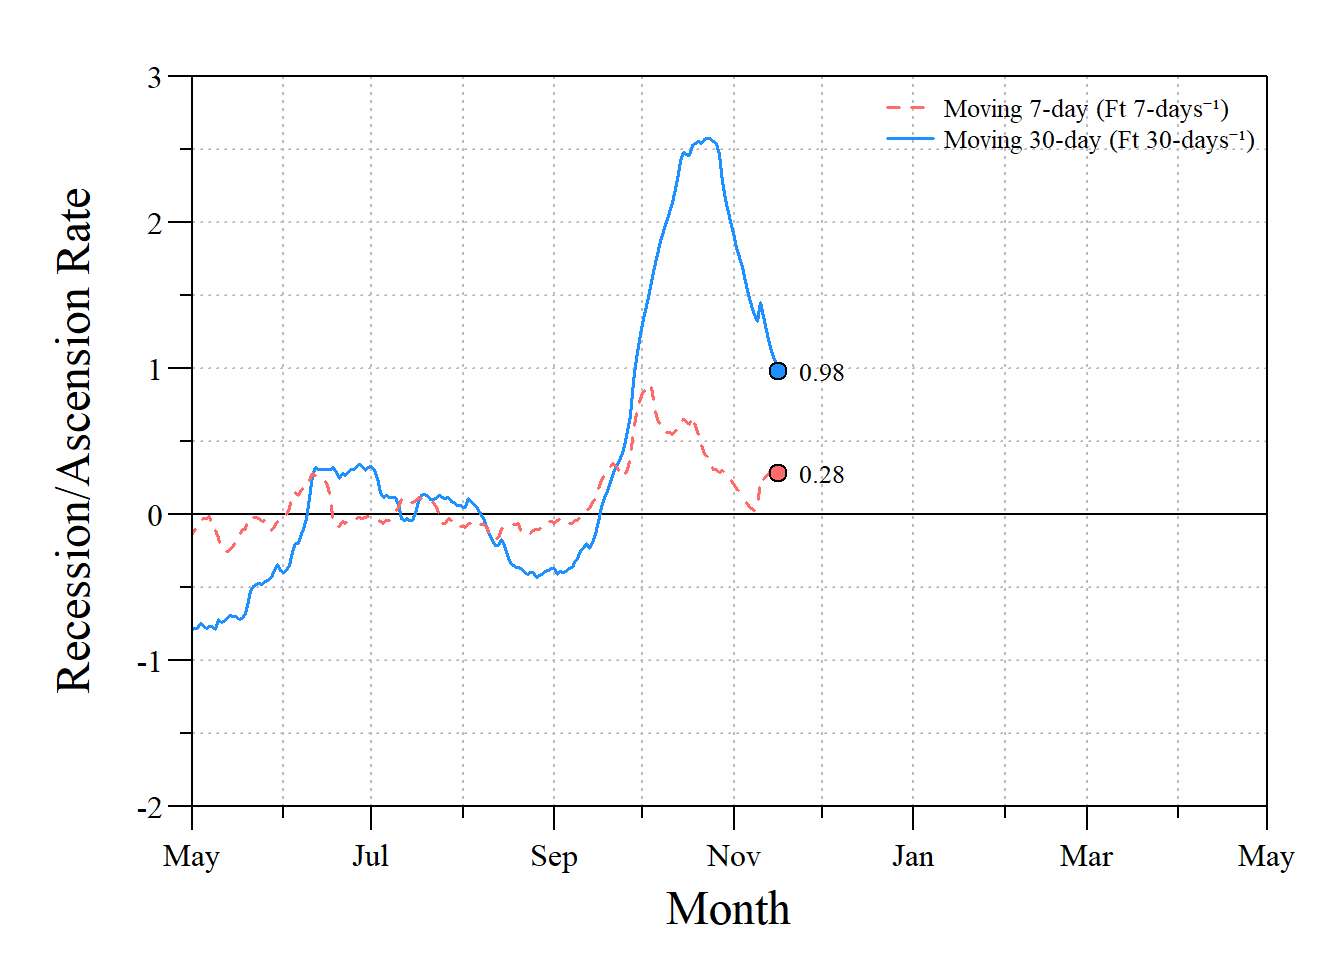 3
2
1
0
-1
-2
Recession/Ascension Rate
Moving 7-day (Ft 7-days⁻¹)
Moving 30-day (Ft 30-days⁻¹)
0.98
0.28
May Jul Sep Nov Jan Mar May
Month